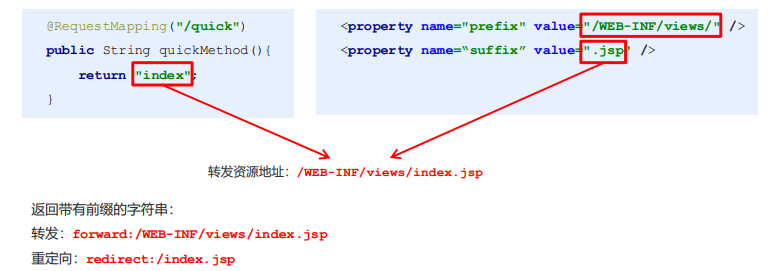 @RequestMapping("/quick")
public String quickMethod(){
return "index";
}
<property name="prefix" value="/WEB-INF/views/" />
<property name=“suffix” value=".jsp" />
转发资源地址：/WEB-INF/views/index.jsp
返回带有前缀的字符串：
转发：forward:/WEB-INF/views/index.jsp
重定向：redirect:/index.jsp